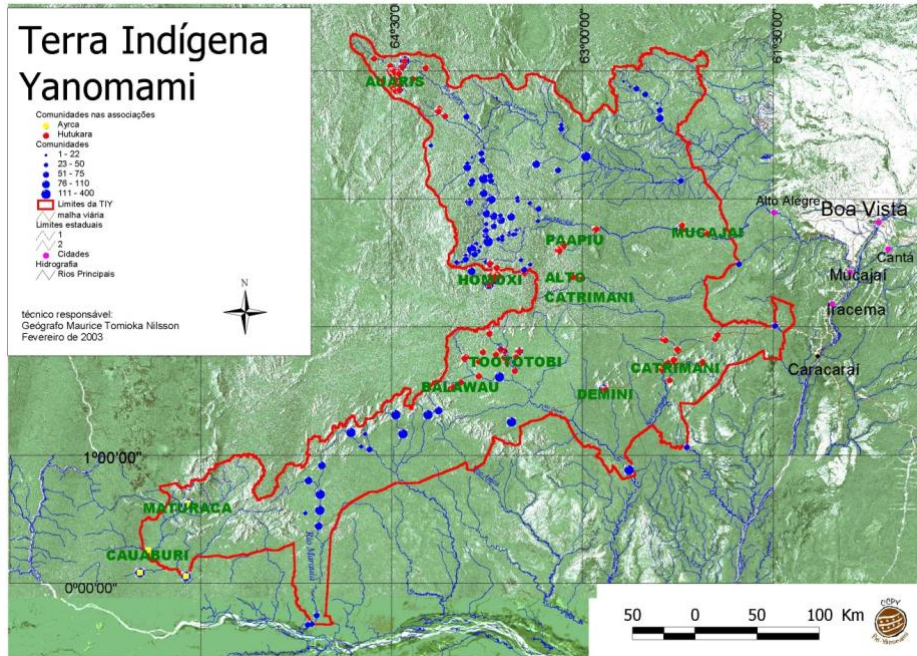 Terra Indígena
Yanomami
Comunidades nas associações
Ayrca
Hutukara
Comunidades
1 - 22
23 - 50
51 - 75
76 - 110
111 - 400
Limites da TIY
malha viária
Limites estaduais
1
2
Cidades
Hidrografia
Rios Principais
técnico responsável:
Geógrafo Maurice Tomioka Nilsson
Fevereiro de 2003
N
64°30'00"
63°00'00"
61°30'00"
AUARIS
Alto Alegre
Boa Vista
PAAPIU
MUCAJAI
Cantá
HOMOXI
ALTO
CATRIMANI
Mucajaí
Iracema
TOOTOTOBI
CATRIMANI
Caracaraí
BALAWAU
DEMINI
1°00'00"
MATURACA
CAUABURI
Rio Marauiá
0°00'00"
50 0 50 100 Km
CCPY
Pró-Yanomami